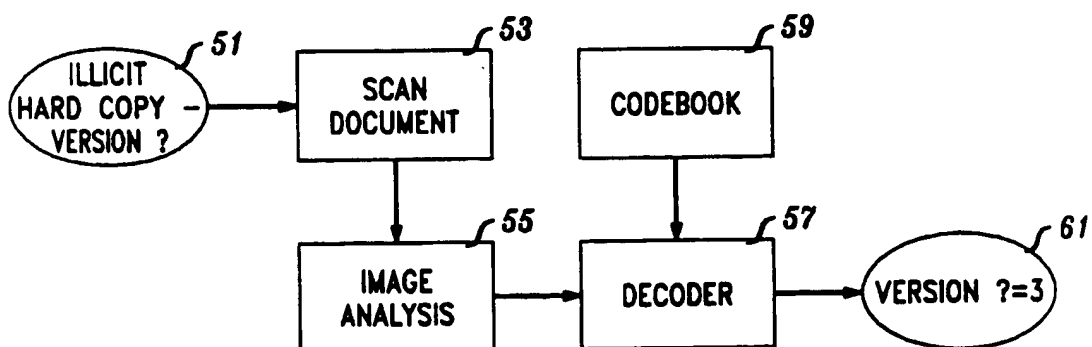 51
ILLICIT
HARD COPY –
VERSION ?
53
SCAN
DOCUMENT
59
CODEBOOK
55
IMAGE
ANALYSIS
57
DECODER
61
VERSION ?=3